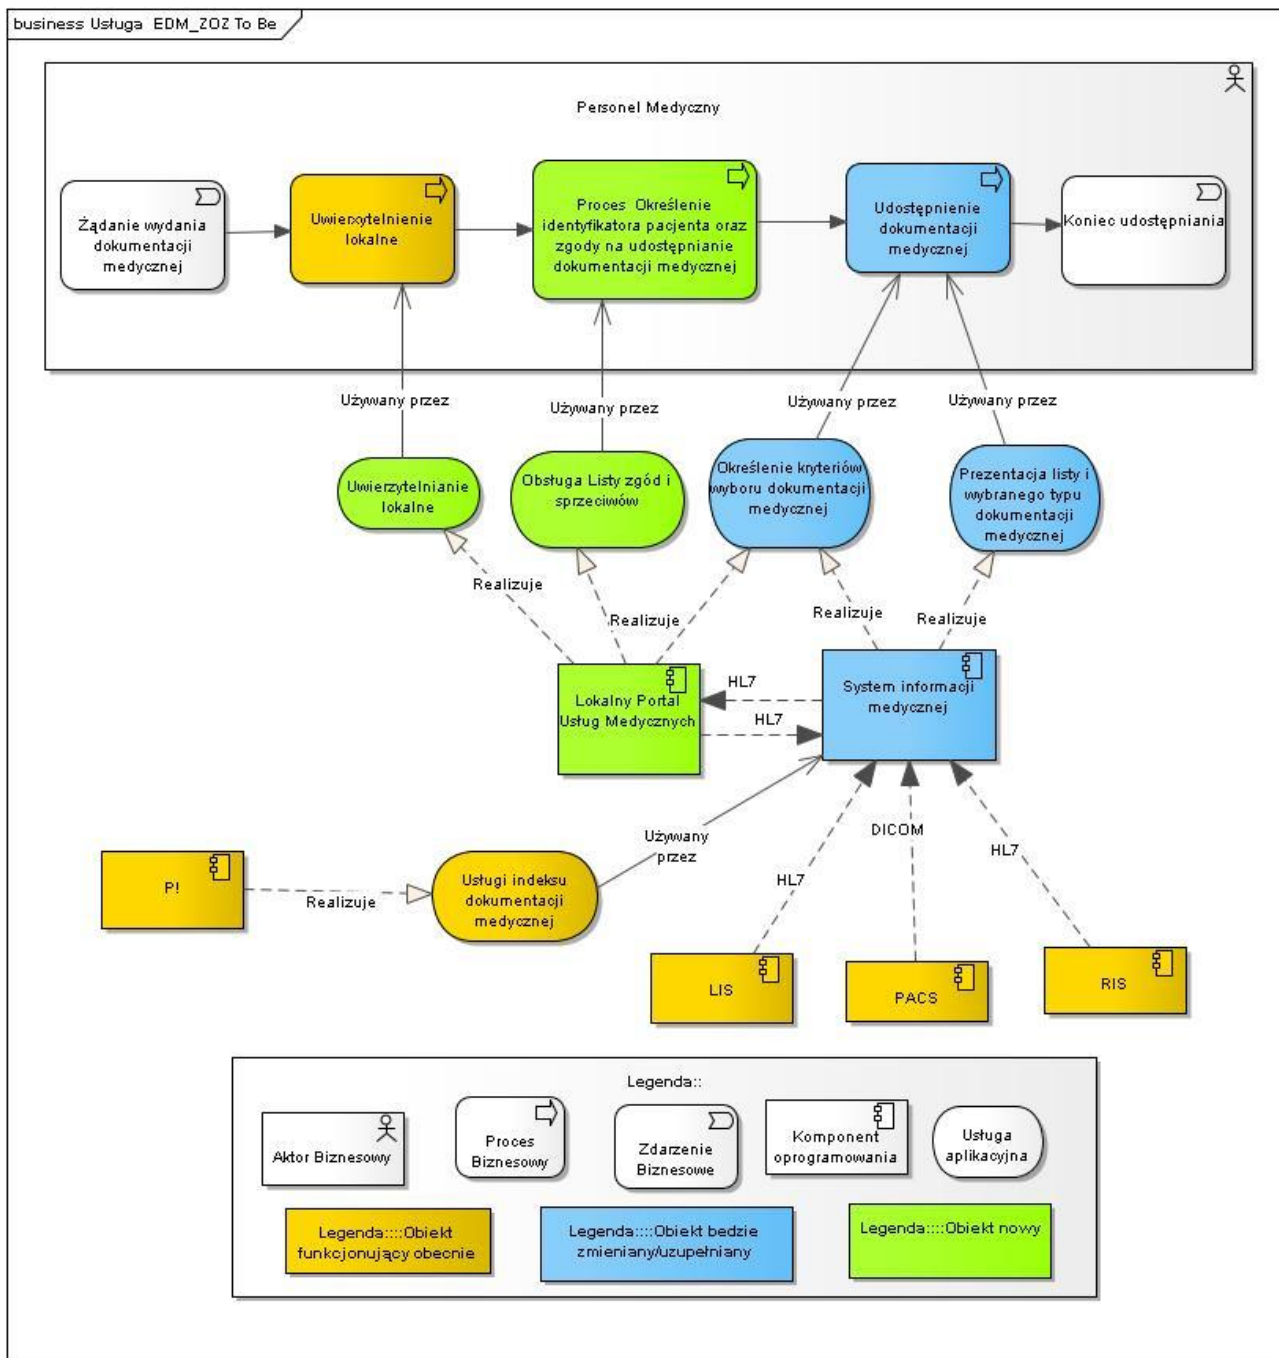 business Usługa EDM_ZOZ To Be
Personel Medyczny
Żądanie wydania
dokumentacji
medycznej
Uwierzytelnienie
lokalne
Proces Określenie
identyfikatora pacjenta oraz
zgody na udostępnianie
dokumentacji medycznej
Udostępnienie
dokumentacji
medycznej
Koniec udostępniania
Używany przez
Używany przez
Używany przez
Używany przez
Uwierzytelnianie
lokalne
Obsługa Listy zgód i
sprzeciwów
Określenie kryteriów
wyboru dokumentacji
medycznej
Prezentacja listy i
wybranego typu
dokumentacji
medycznej
Realizuje
Realizuje
Realizuje
Realizuje
Lokalny Portal
Usług Medycznych
HL7
HL7
System informacji
medycznej
Używany
przez
P!
Realizuje
Usługi indeksu
dokumentacji
medycznej
HL7
DICOM
HL7
LIS
PACS
RIS
Legenda::
Aktor Biznesowy
Proces
Biznesowy
Zdarzenie
Biznesowe
Komponent
oprogramowania
Usługa
aplikacyjna
Legenda::::Obiekt
funkcjonujący obecnie
Legenda::::Obiekt bedzie
zmieniany/uzupełniany
Legenda::::Obiekt nowy